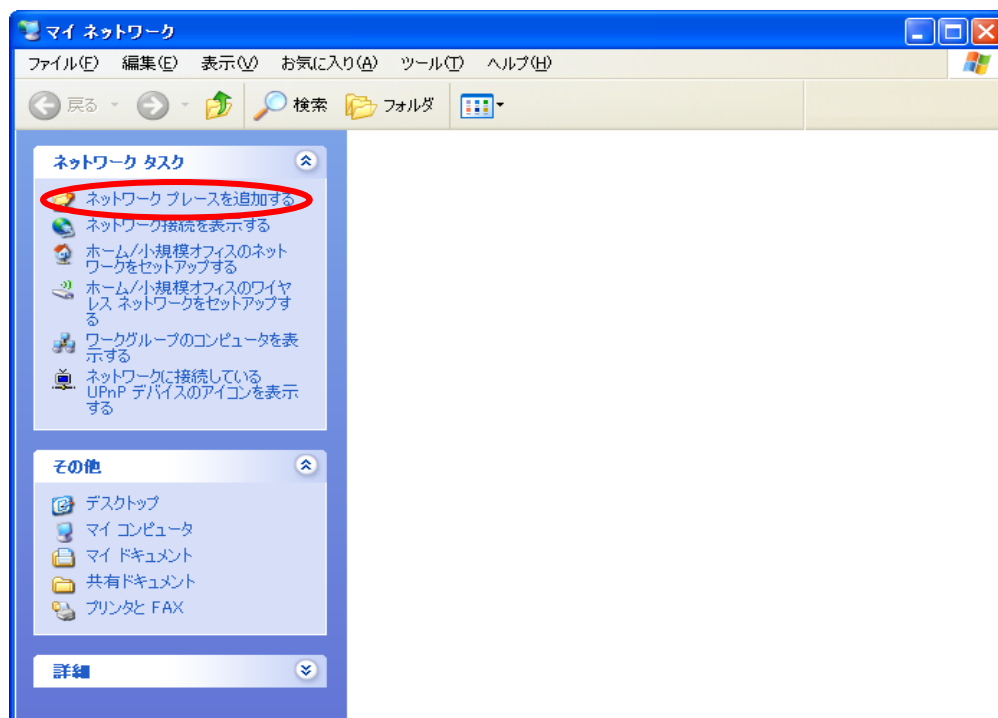 マイ ネットワーク
ファイル(F) 編集(E) 表示(V) お気に入り(A) ツール(T) ヘルプ(H)
戻る 検索 フォルダ
ネットワーク タスク
ネットワーク プレースを追加する
ネットワーク接続を表示する
ホーム/小規模オフィスのネット
ワークをセットアップする
ホーム/小規模オフィスのワイヤ
レス ネットワークをセットアップす
る
ワークグループのコンピュータを表
示する
ネットワークに接続している
UPnP デバイスのアイコンを表示
する
その他
デスクトップ
マイ コンピュータ
マイ ドキュメント
共有ドキュメント
プリンタと FAX
詳細